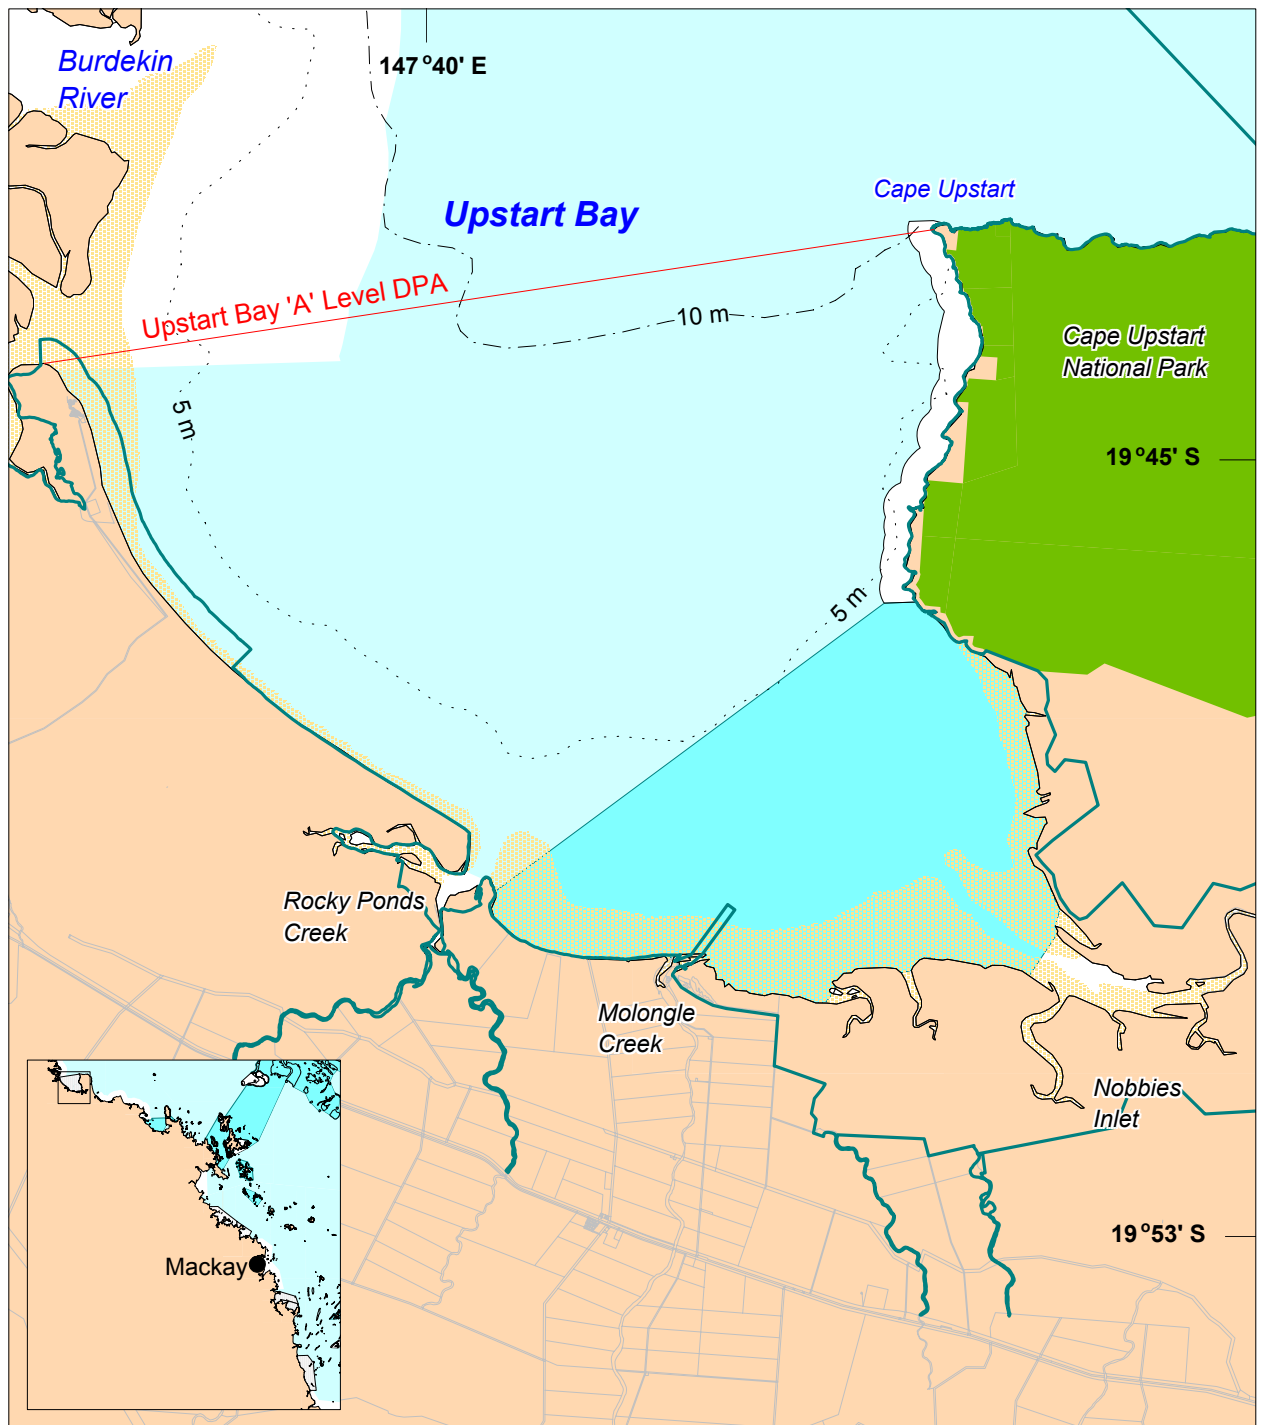 Burdekin
River
147°40' E
Cape Upstart
Upstart Bay
Upstart Bay 'A' Level DPA
10 m
Cape Upstart
National Park
5 m
19°45' S
5 m
Rocky Ponds
Creek
Molongle
Creek
Nobbies
Inlet
19°53' S
Mackay